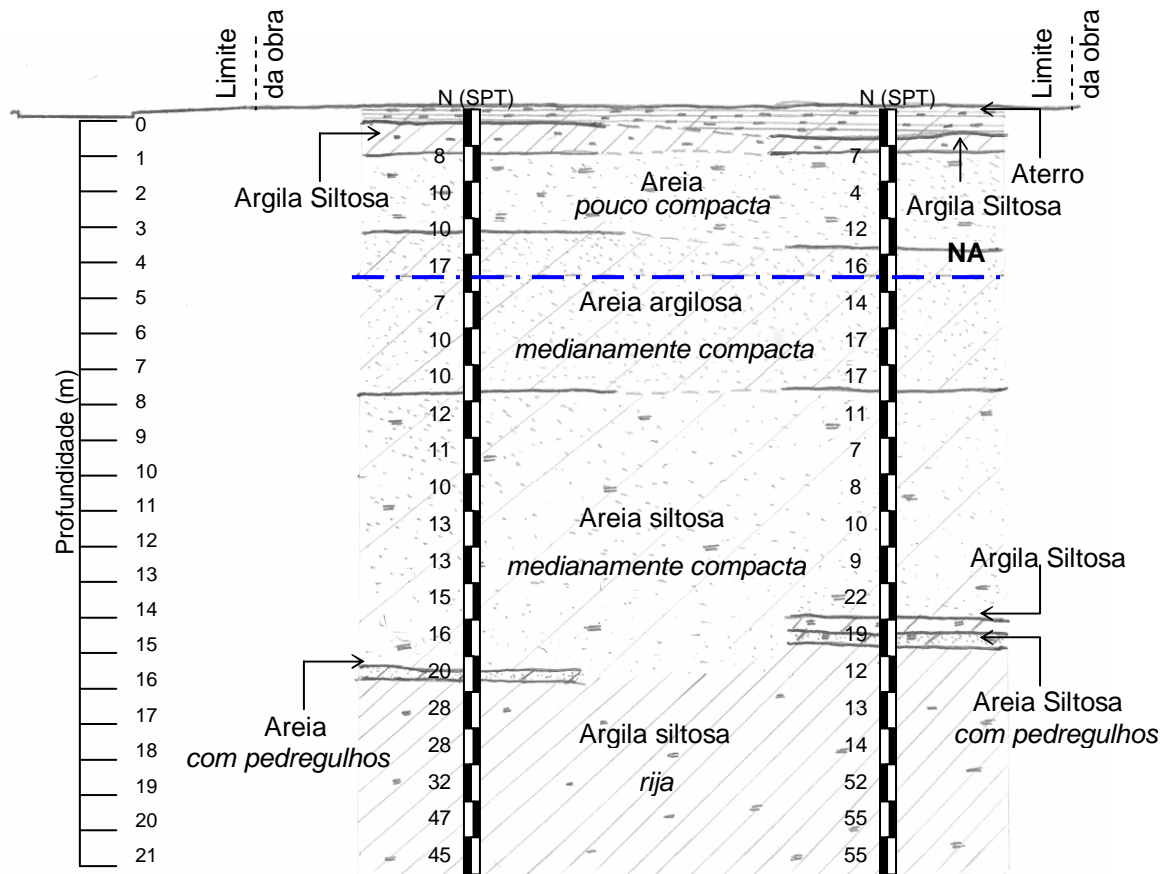 Limite
da obra
Limite
da obra
N (SPT)
N (SPT)
Profundidade (m)
0
1
2
3
4
5
6
7
8
9
10
11
12
13
14
15
16
17
18
19
20
21
8
10
10
17
7
10
10
12
11
10
13
13
15
16
20
28
28
32
47
45
7
4
12
16
14
17
17
11
7
8
10
9
22
19
12
13
14
52
55
55
Argila Siltosa
Areia
pouco compacta
Aterro
Argila Siltosa
NA
Areia argilosa
medianamente compacta
Areia siltosa
medianamente compacta
Argila Siltosa
Areia
com pedregulhos
Argila siltosa
rija
Areia Siltosa
com pedregulhos